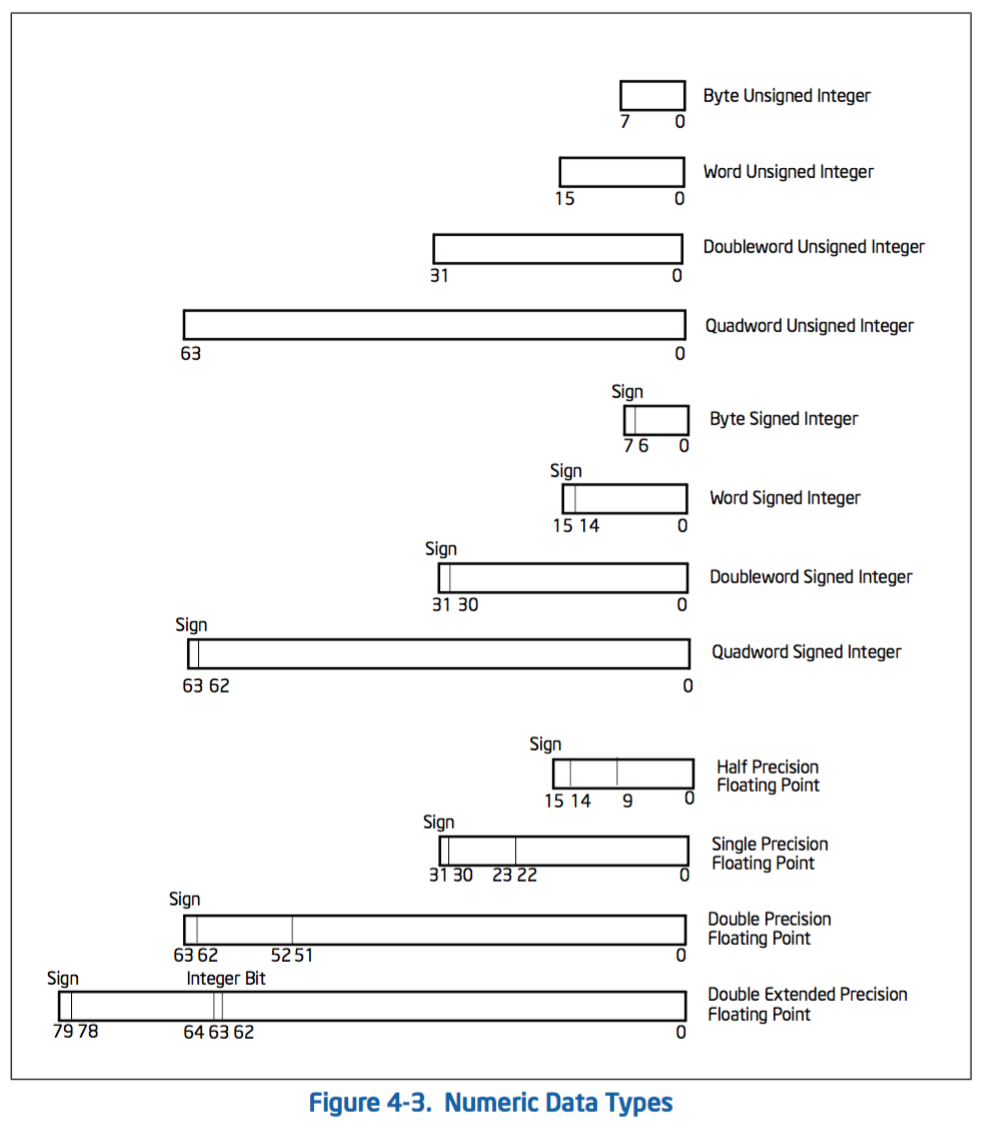 Byte Unsigned Integer
7 0
Word Unsigned Integer
15 0
Doubleword Unsigned Integer
31 0
Quadword Unsigned Integer
63 0
Sign
Byte Signed Integer
7 6 0
Sign
Word Signed Integer
15 14 0
Sign
Doubleword Signed Integer
31 30 0
Sign
Quadword Signed Integer
63 62 0
Sign
Half Precision
Floating Point
15 14 9 0
Sign
Single Precision
Floating Point
31 30 23 22 0
Sign
Double Precision
Floating Point
63 62 52 51 0
Sign Integer Bit
Double Extended Precision
Floating Point
79 78 64 63 62 0
Figure 4-3. Numeric Data Types